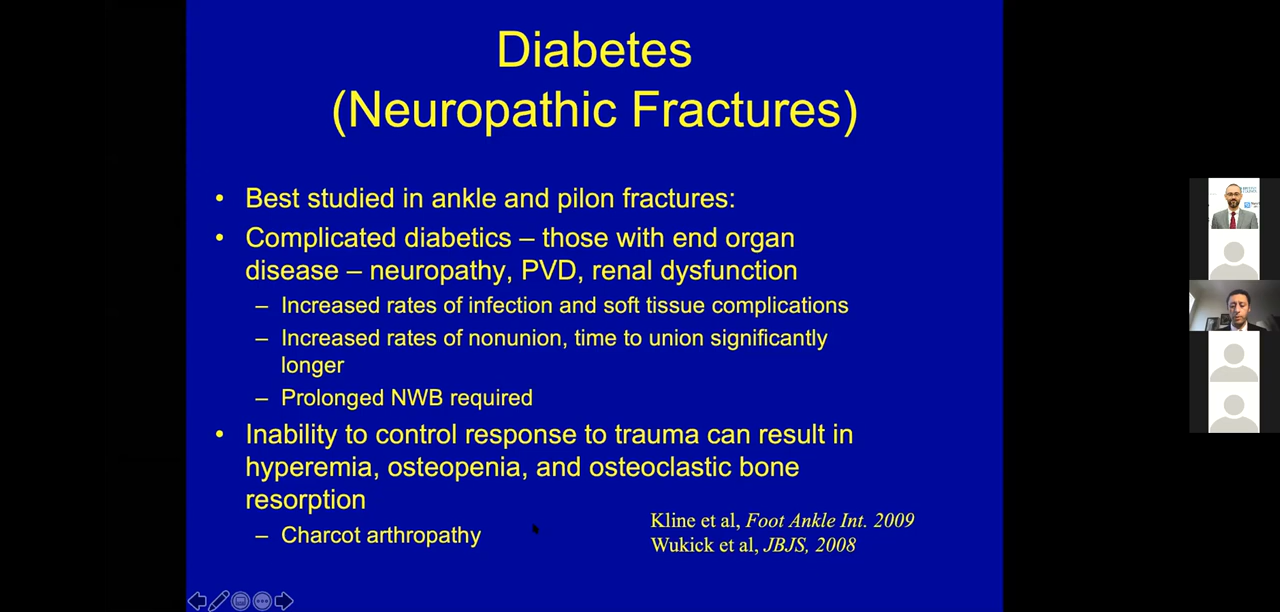 Diabetes
(Neuropathic Fractures)
• Best studied in ankle and pilon fractures:
• Complicated diabetics – those with end organ
disease – neuropathy, PVD, renal dysfunction
– Increased rates of infection and soft tissue complications
– Increased rates of nonunion, time to union significantly
longer
– Prolonged NWB required
• Inability to control response to trauma can result in
hyperemia, osteopenia, and osteoclastic bone
resorption
– Charcot arthropathy
Kline et al, Foot Ankle Int. 2009
Wukick et al, JBJS, 2008